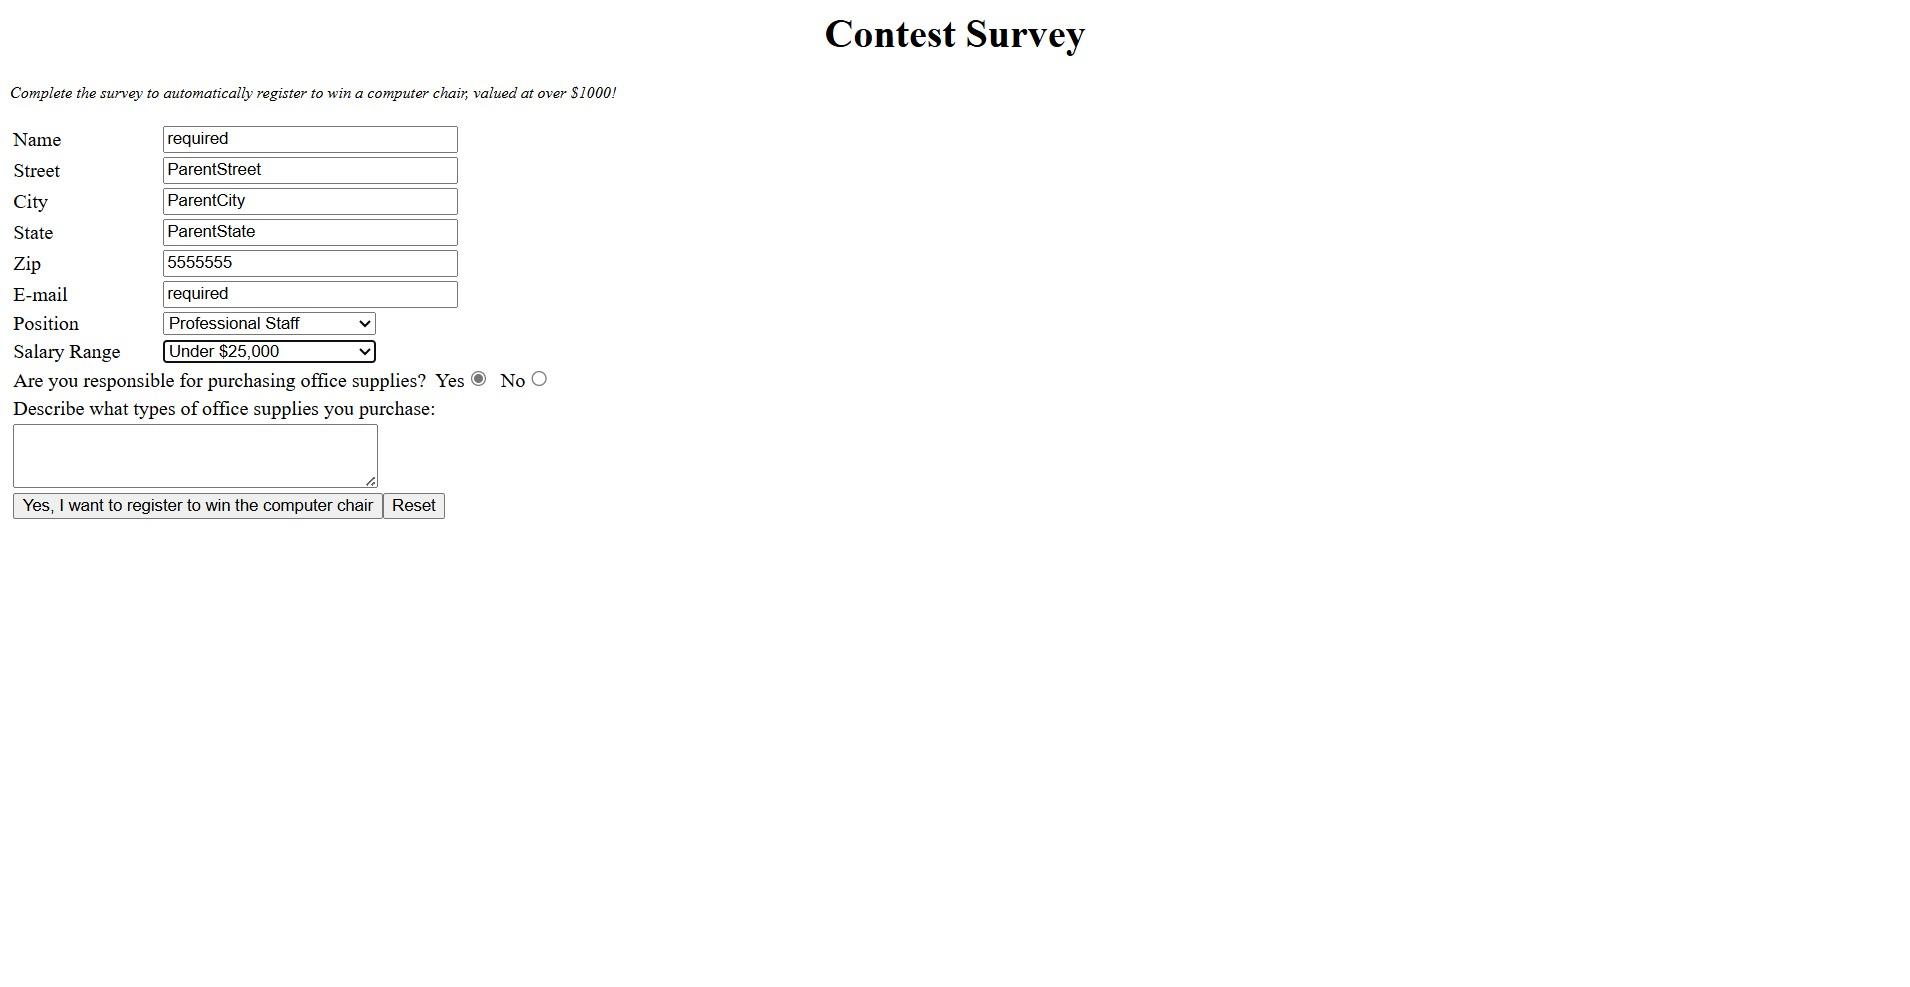 Contest Survey
Complete the survey to automatically register to win a computer chair, valued at over $1000!
Name required
Street ParentStreet
City ParentCity
State ParentState
Zip 5555555
E-mail required
Position Professional Staff
Salary Range Under $25,000
Are you responsible for purchasing office supplies? Yes No
Describe what types of office supplies you purchase:
Yes, I want to register to win the computer chair Reset